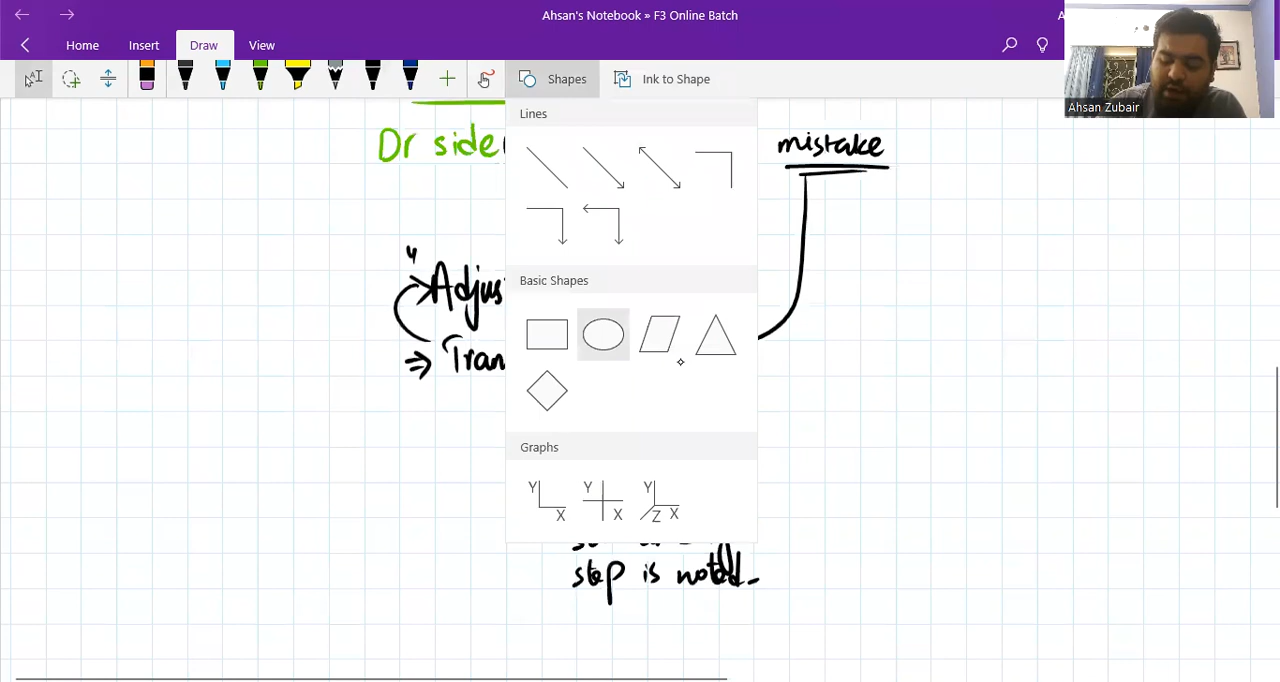 Ahsan's Notebook » F3 Online Batch
Home Insert Draw View
Shapes Ink to Shape
Ahsan Zubair
Lines
Dr side
mistake
Basic Shapes
Adjus
Tran
Graphs
Y X Y X Y Z X
step is noted